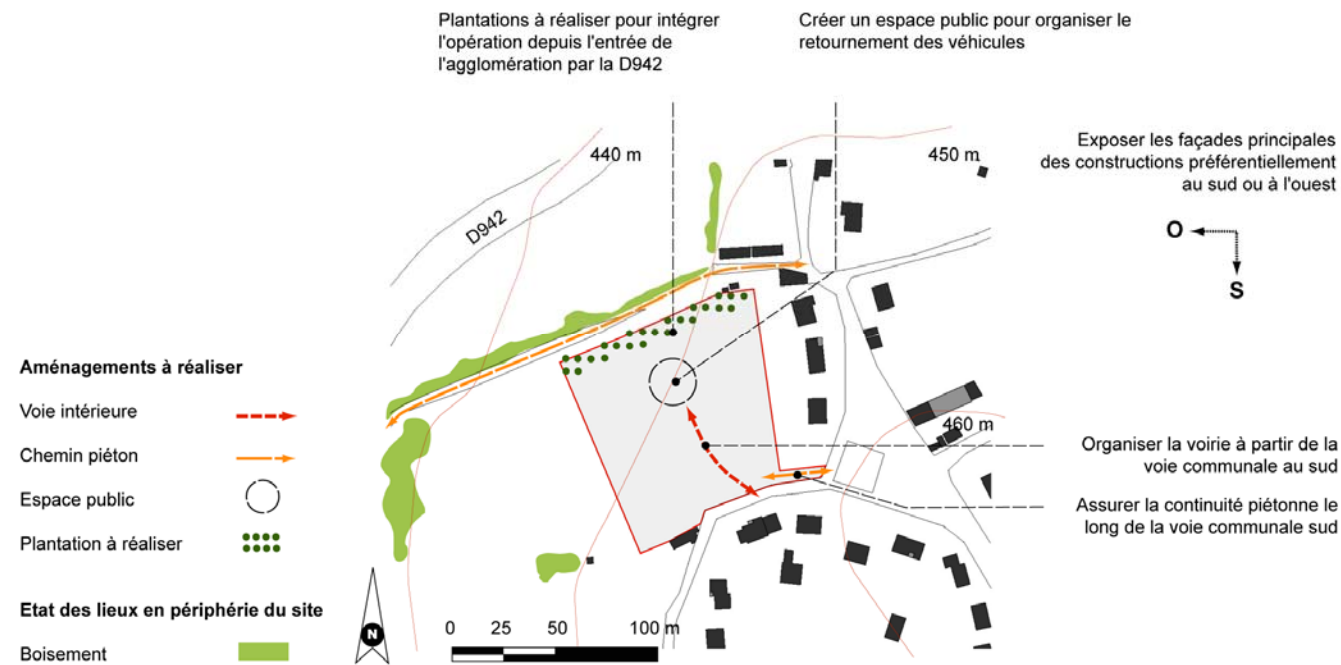 Plantations à réaliser pour intégrer
l'opération depuis l'entrée de
l'agglomération par la D942
Créer un espace public pour organiser le
retournement des véhicules
440 m
450 m
Exposer les façades principales
des constructions préférentiellement
au sud ou à l'ouest
O
S
D942
Aménagements à réaliser
Voie intérieure
Chemin piéton
Espace public
Plantation à réaliser
460 m
Organiser la voirie à partir de la
voie communale au sud
Assurer la continuité piétonne le
long de la voie communale sud
Etat des lieux en périphérie du site
Boisement
N
0 25 50 100 m